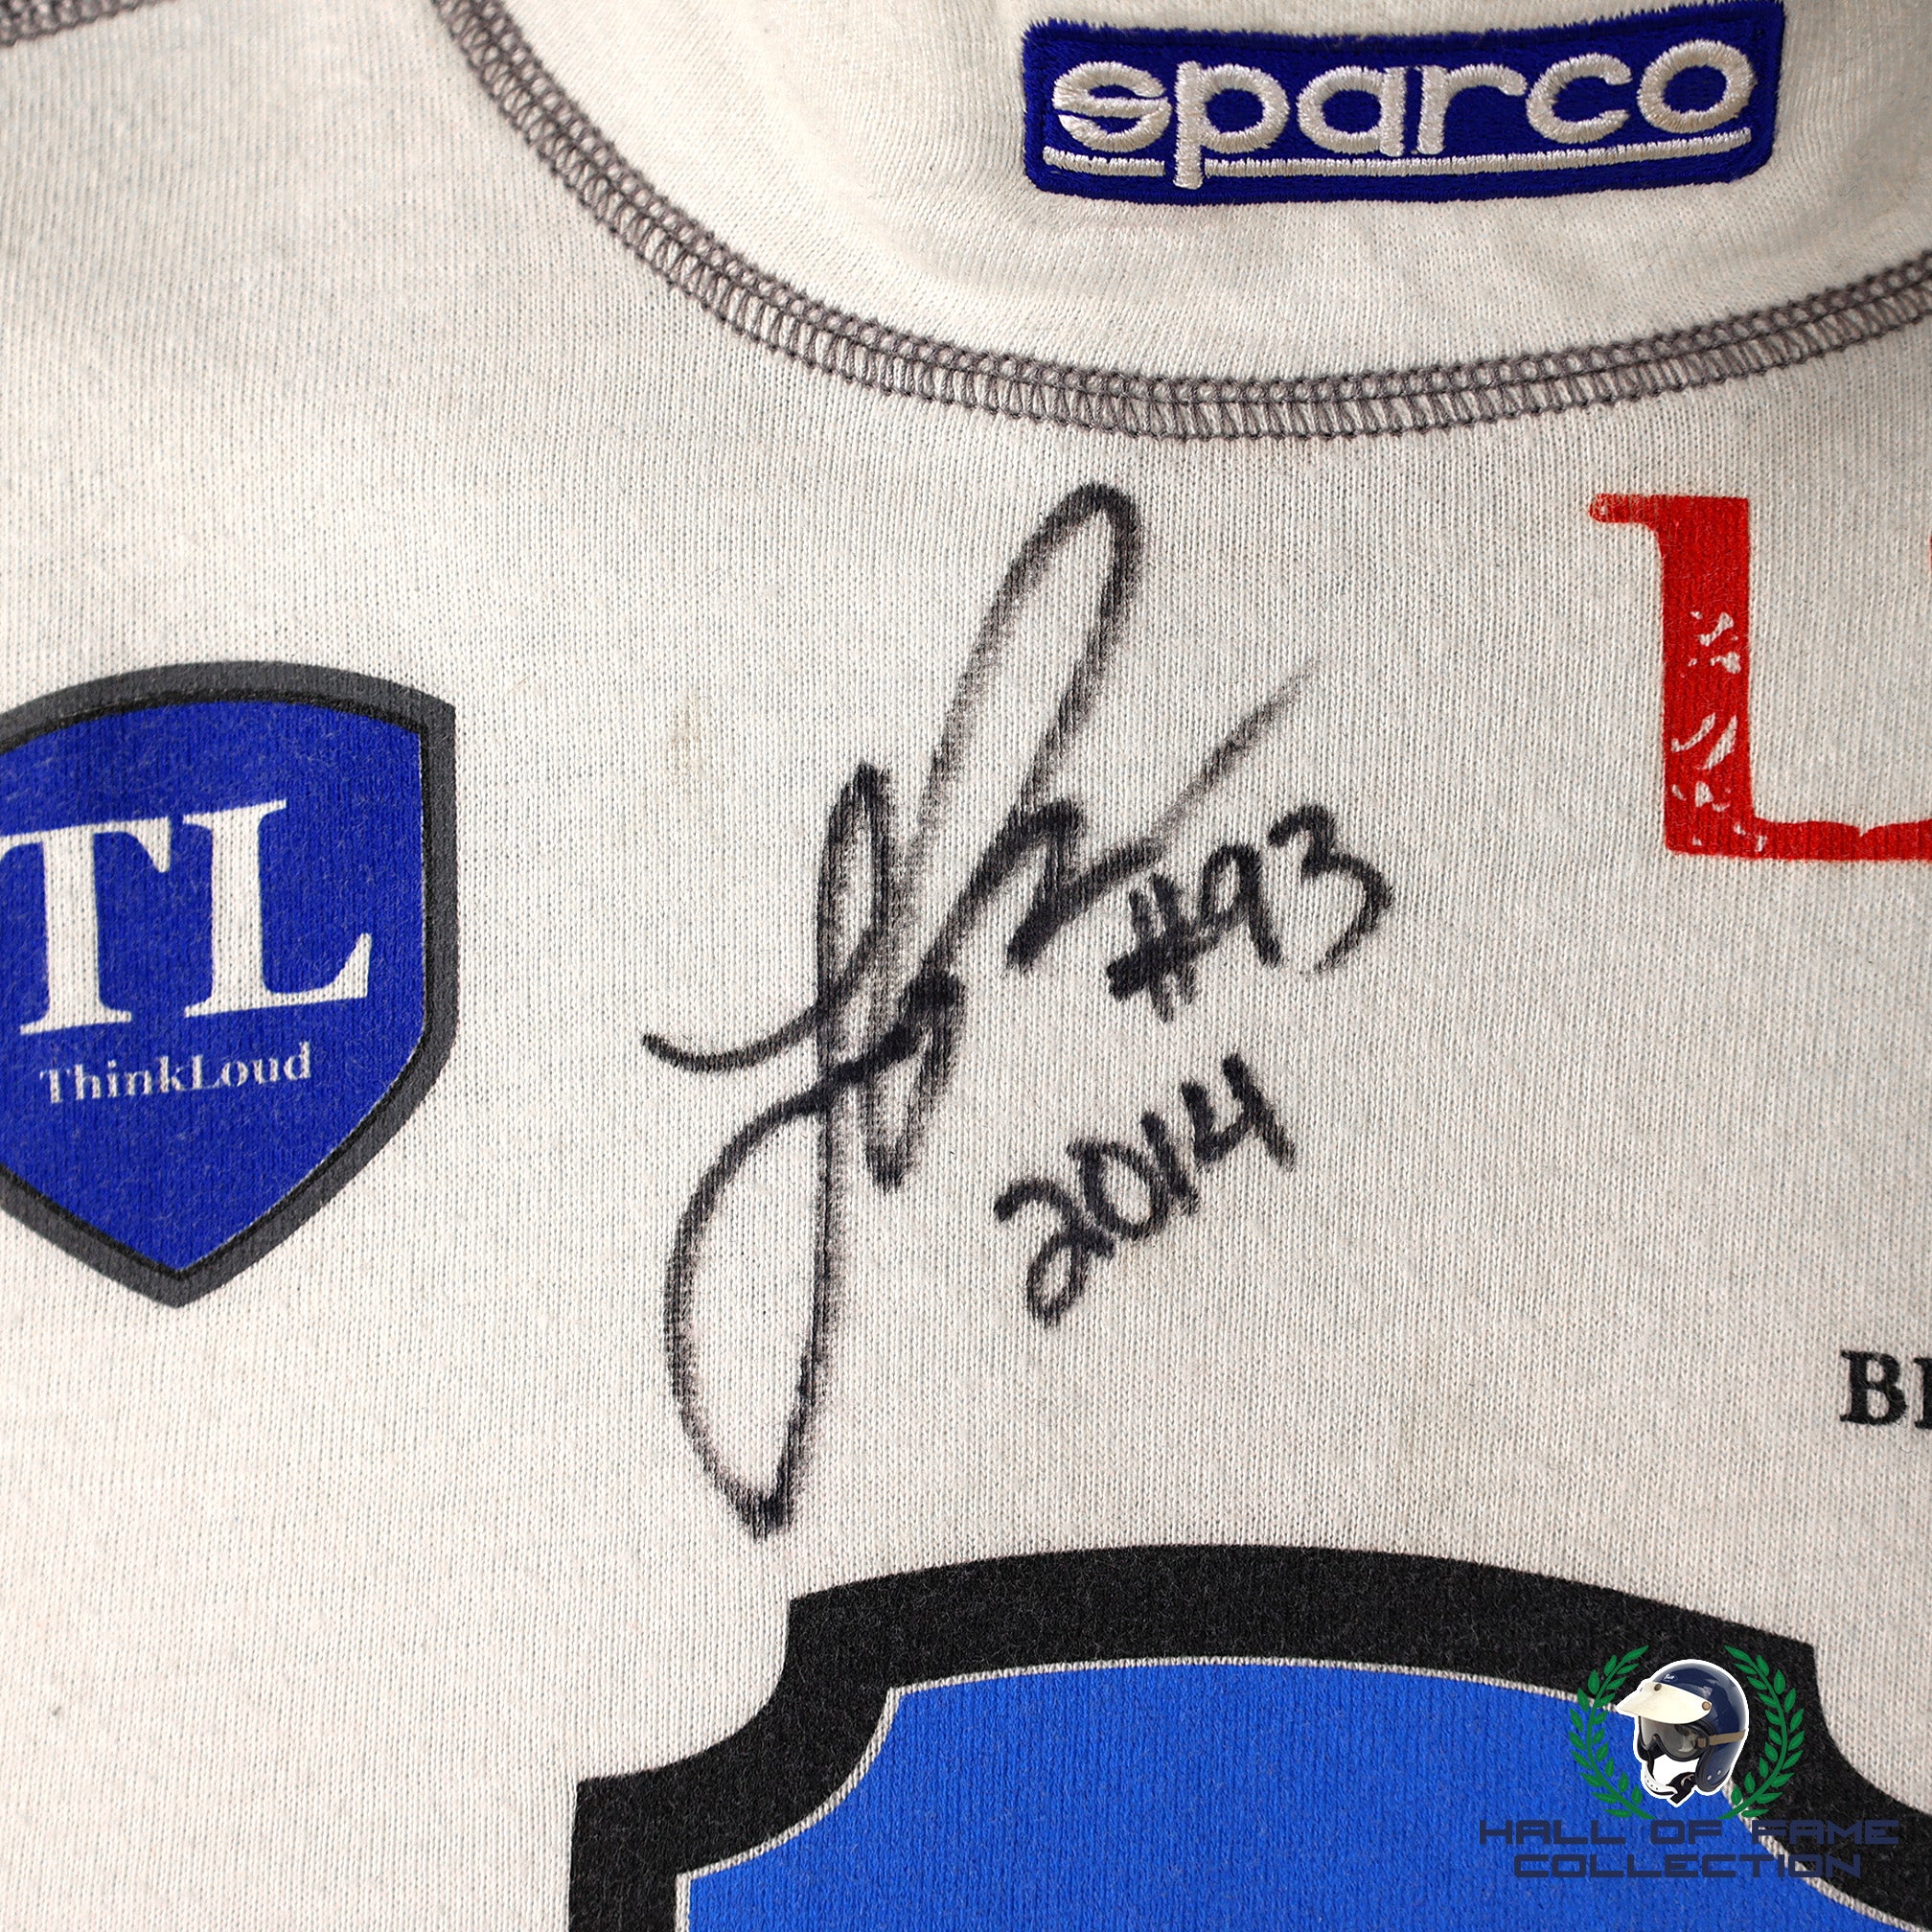 sparco
TL
ThinkLoud
#93
2014
HALL OF FAME
COLLECTION